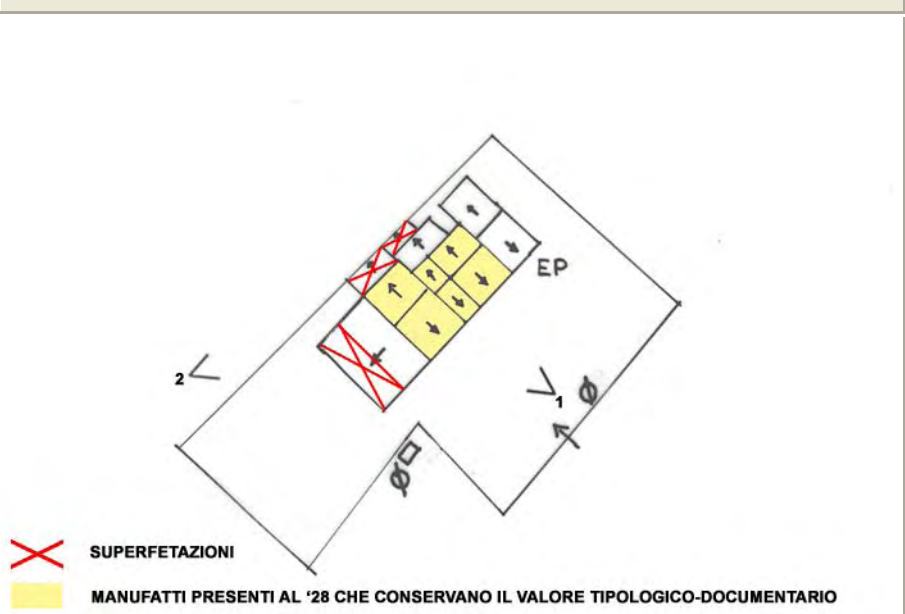 EP
2
1
Ø
Ø
SUPERFETAZIONI
MANUFATTI PRESENTI AL ‘28 CHE CONSERVANO IL VALORE TIPOLOGICO-DOCUMENTARIO